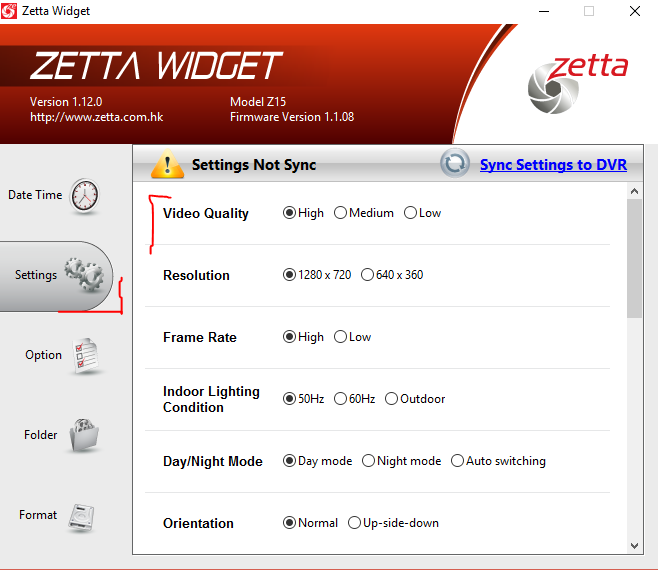 Zetta Widget
ZETTA WIDGET
zetta
Version 1.12.0 Model Z15
http://www.zetta.com.hk Firmware Version 1.1.08
Settings Not Sync Sync Settings to DVR
Date Time
Settings
Option
Folder
Format
Video Quality High Medium Low
Resolution 1280 x 720 640 x 360
Frame Rate High Low
Indoor Lighting
Condition 50Hz 60Hz Outdoor
Day/Night Mode Day mode Night mode Auto switching
Orientation Normal Up-side-down